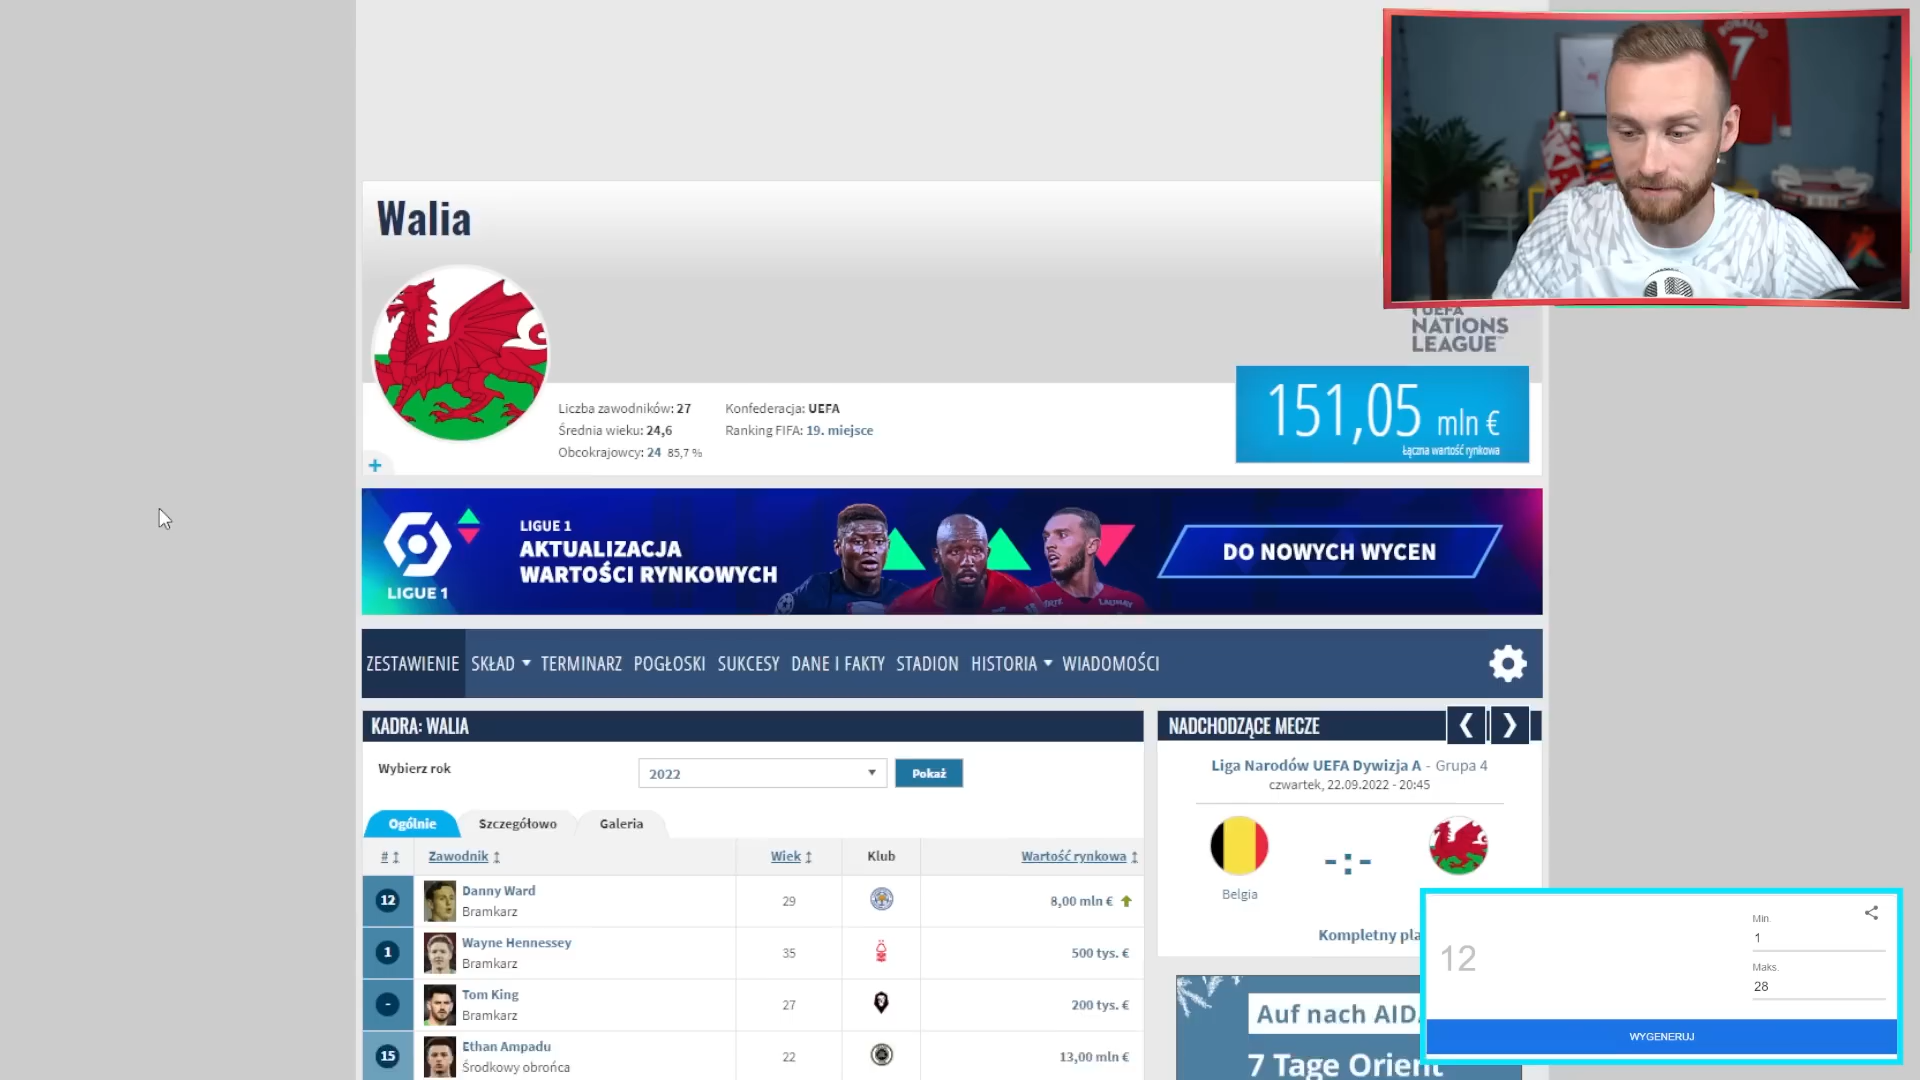 RONALDO
7
Walia
UEFA
NATIONS
LEAGUE
151,05 mln €
Łączna wartość rynkowa
Liczba zawodników: 27
Średnia wieku: 24,6
Obcokrajowcy: 24 85,7 %
Konfederacja: UEFA
Ranking FIFA: 19. miejsce
+
LIGUE 1
LIGUE 1
AKTUALIZACJA
WARTOŚCI RYNKOWYCH
DO NOWYCH WYCEN
ZESTAWIENIE SKŁAD TERMINARZ POGŁOSKI SUKCESY DANE I FAKTY STADION HISTORIA WIADOMOŚCI
KADRA: WALIA
Wybierz rok
2022
Pokaż
Ogólnie Szczegółowo Galeria
# Zawodnik Wiek Klub Wartość rynkowa
12 Danny Ward 29 8,00 mln €
Bramkarz
1 Wayne Hennessey 35 500 tys. €
Bramkarz
- Tom King 27 200 tys. €
Bramkarz
15 Ethan Ampadu 22 13,00 mln €
Środkowy obrońca
NADCHODZĄCE MECZE
Liga Narodów UEFA Dywizja A - Grupa 4
czwartek, 22.09.2022 - 20:45
-:-
Belgia
Kompletny pla
Auf nach AIDA
7 Tage Orient
12
Min.
1
Maks.
28
WYGENERUJ